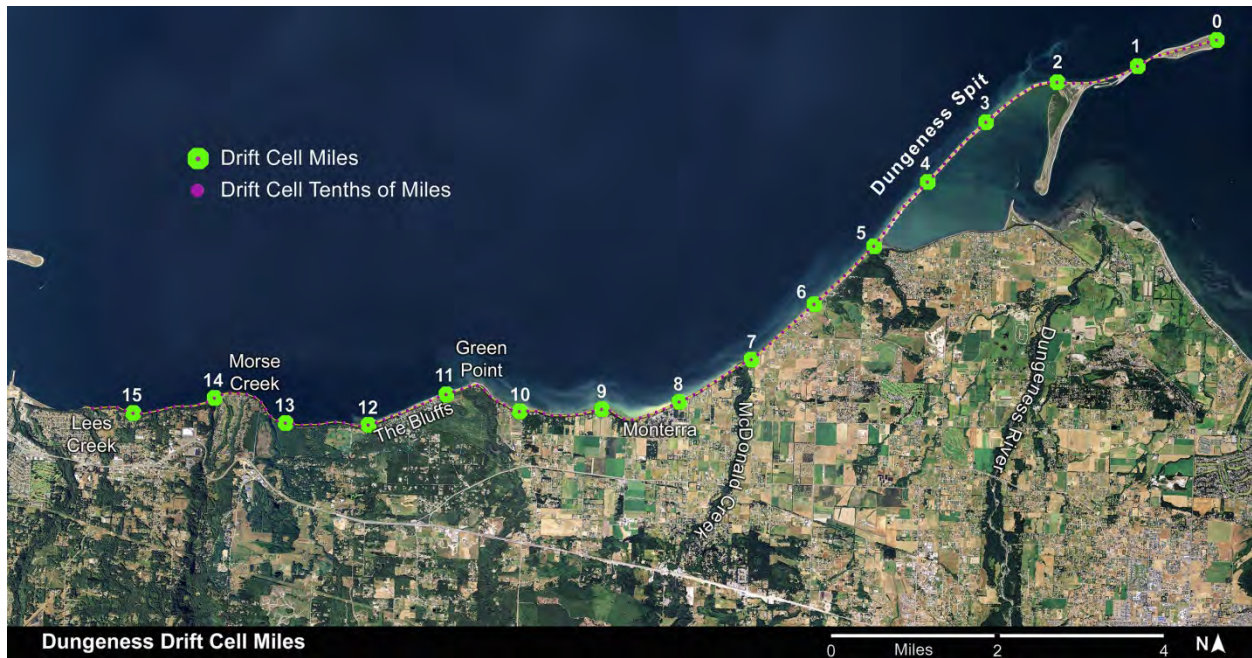 0
1
2
3
Dungeness Spit
4
Drift Cell Miles
Drift Cell Tenths of Miles
5
6
7
Green
Point
Morse
Creek
8
9
10
11
12
13
14
15
The Bluffs
Monterra
Lees
Creek
McDonald Creek
Dungeness River
Dungeness Drift Cell Miles
0
Miles
2
4
N